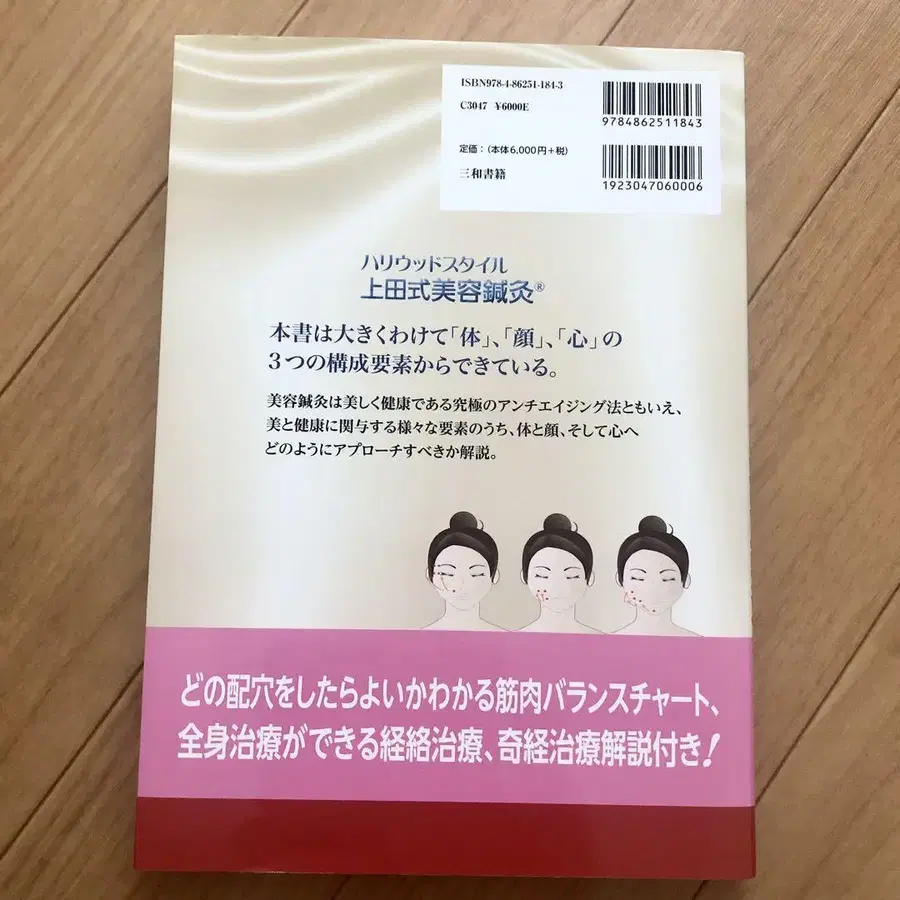 ISBN978-4-86251-184-3
C3047 ¥6000E
9784862511843
定価:(本体6,000円+税)
三和書籍
1923047060006
ハリウッドスタイル
上田式美容鍼灸®
本書は大きくわけて「体」、「顔」、「心」の
3つの構成要素からできている。
美容鍼灸は美しく健康である究極のアンチエイジング法ともいえ、
美と健康に関与する様々な要素のうち、体と顔、そして心へ
どのようにアプローチすべきか解説。
どの配穴をしたらよいかわかる筋肉バランスチャート、
全身治療ができる経絡治療、奇経治療解説付き!